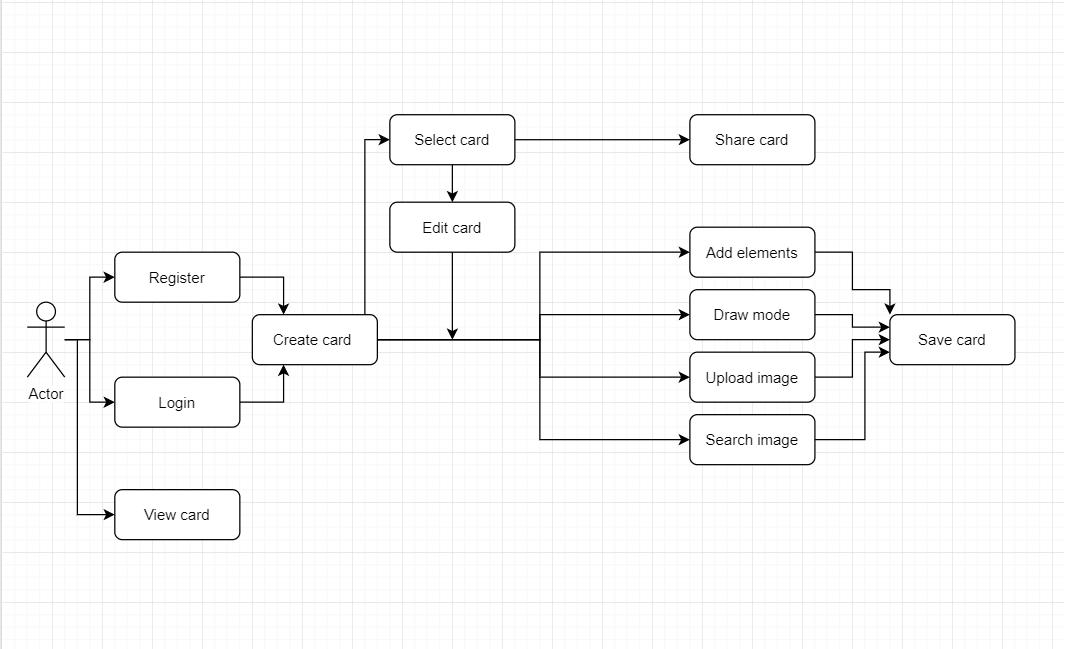 Select card
Share card
Edit card
Add elements
Register
Draw mode
Create card
Save card
Actor
Upload image
Login
Search image
View card